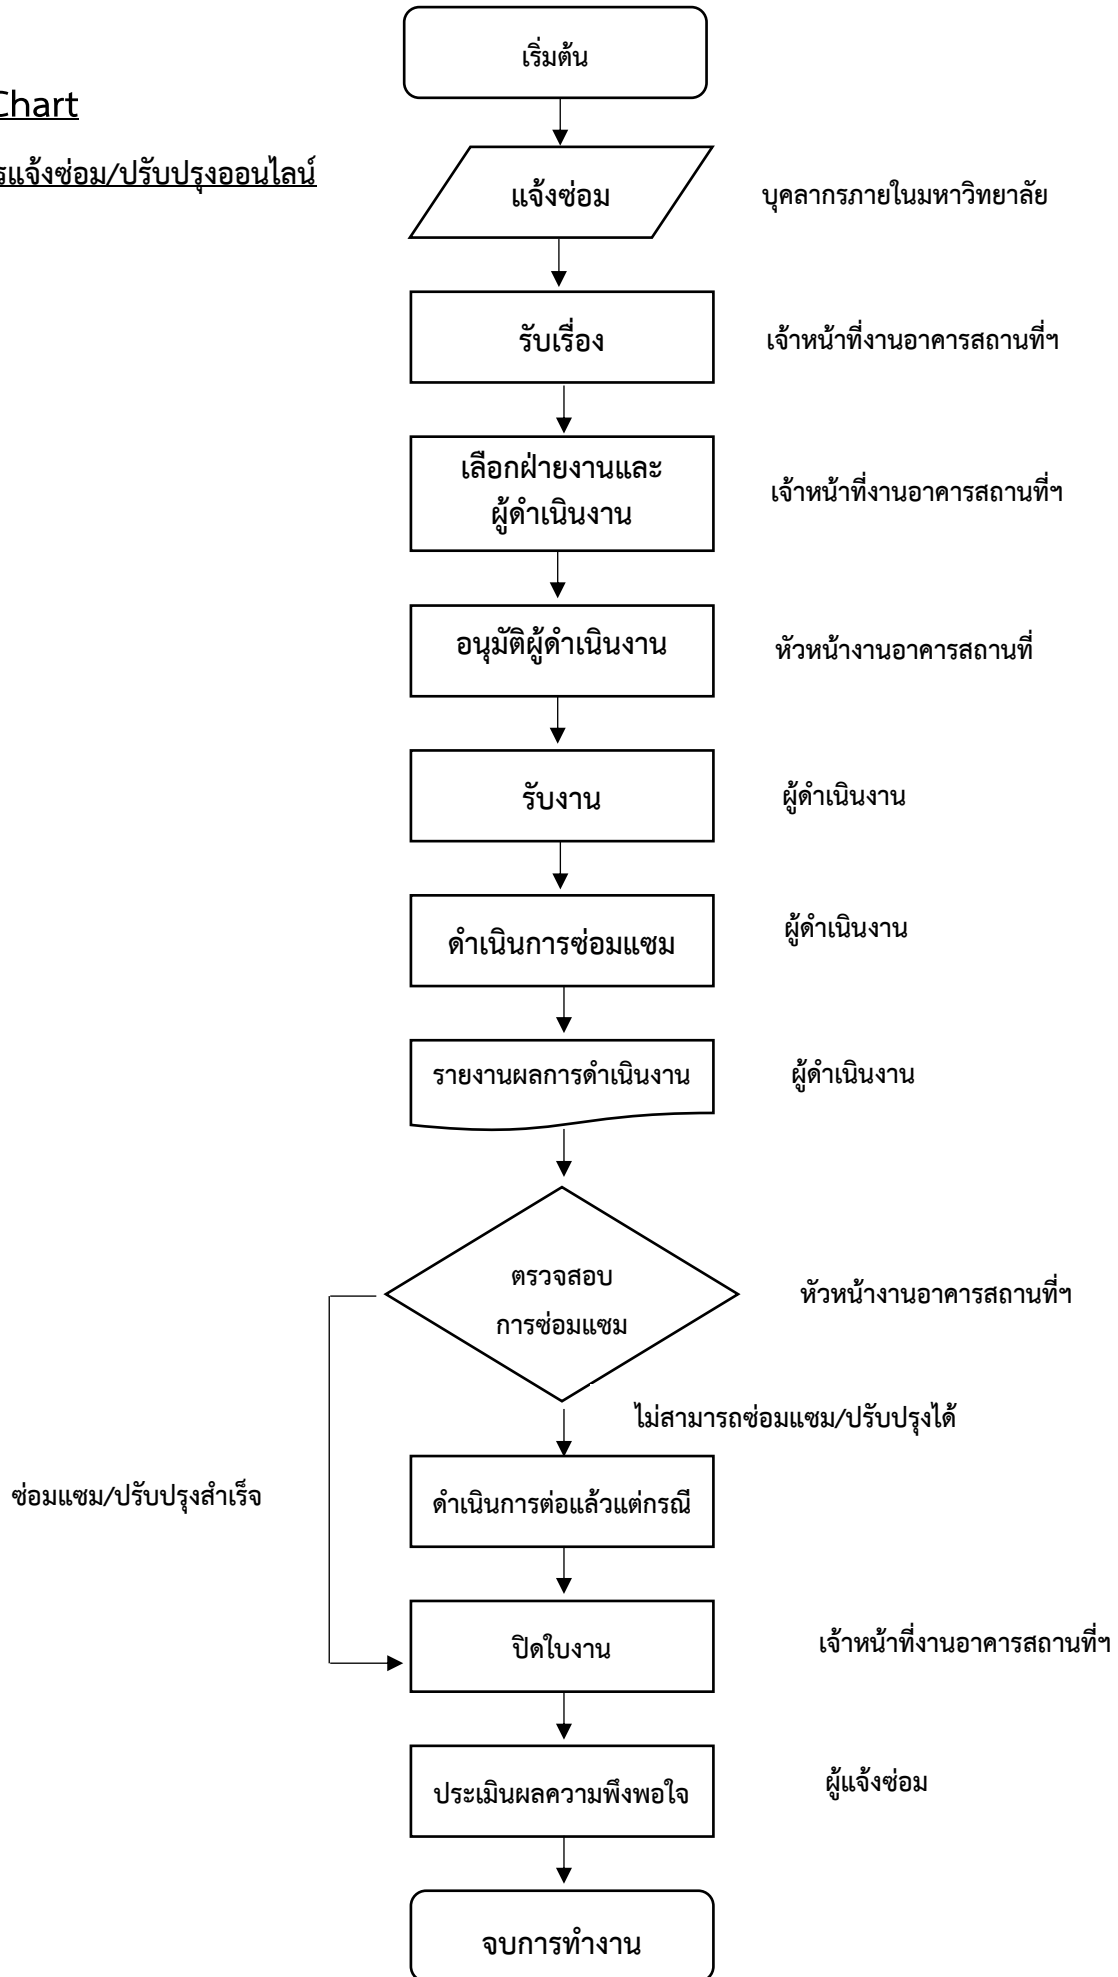 เริ่มต้น
Chart
แจ้งซ่อม/ปรับปรุงออนไลน์
แจ้งซ่อม
บุคลากรภายในมหาวิทยาลัย
รับเรื่อง
เจ้าหน้าที่งานอาคารสถานที่ฯ
เลือกฝ่ายงานและ
ผู้ดำเนินงาน
เจ้าหน้าที่งานอาคารสถานที่ฯ
อนุมัติผู้ดำเนินงาน
หัวหน้างานอาคารสถานที่
รับงาน
ผู้ดำเนินงาน
ดำเนินการซ่อมแซม
ผู้ดำเนินงาน
รายงานผลการดำเนินงาน
ผู้ดำเนินงาน
ตรวจสอบ
การซ่อมแซม
หัวหน้างานอาคารสถานที่ฯ
ไม่สามารถซ่อมแซม/ปรับปรุงได้
ซ่อมแซม/ปรับปรุงสำเร็จ
ดำเนินการต่อแล้วแต่กรณี
ปิดใบงาน
เจ้าหน้าที่งานอาคารสถานที่ฯ
ประเมินผลความพึงพอใจ
ผู้แจ้งซ่อม
จบการทำงาน